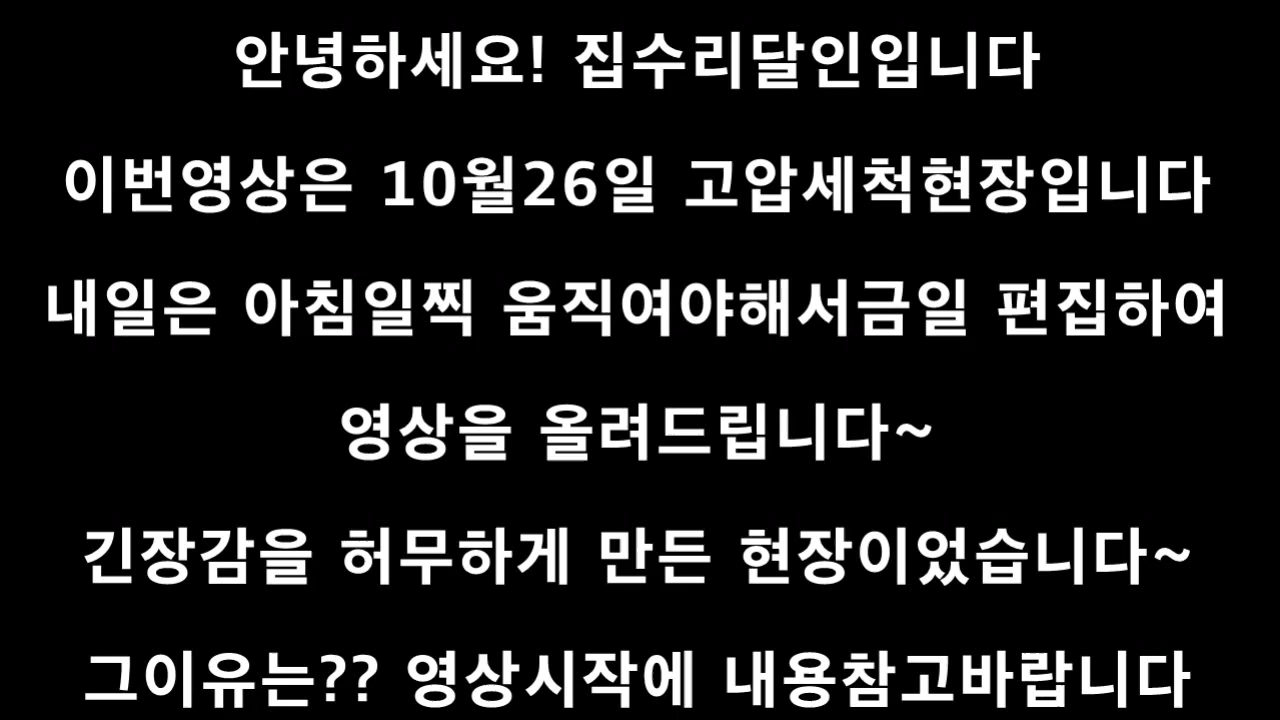 안녕하세요! 집수리달인입니다
이번영상은 10월26일 고압세척현장입니다
내일은 아침일찍 움직여야해서금일 편집하여
영상을 올려드립니다~
긴장감을 허무하게 만든 현장이었습니다~
그이유는?? 영상시작에 내용참고바랍니다